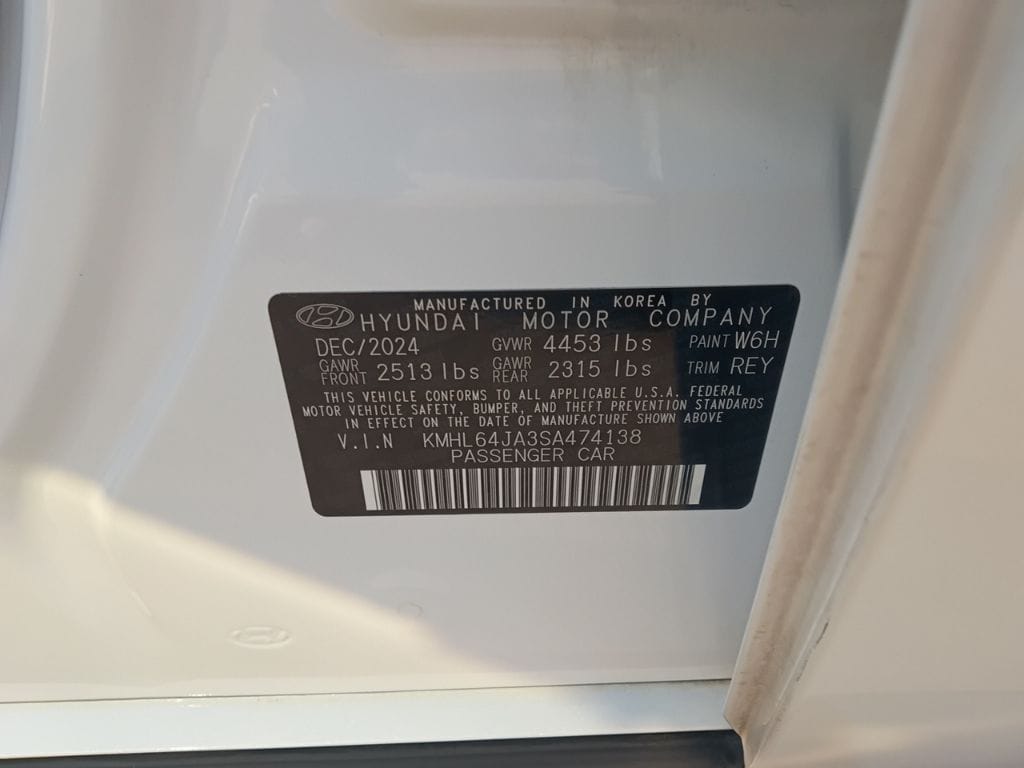 MANUFACTURED IN KOREA BY
HYUNDAI MOTOR COMPANY
DEC/2024 GVWR 4453 lbs PAINT W6H
GAWR FRONT 2513 lbs GAWR REAR 2315 lbs TRIM REY
THIS VEHICLE CONFORMS TO ALL APPLICABLE U.S.A. FEDERAL
MOTOR VEHICLE SAFETY, BUMPER, AND THEFT PREVENTION STANDARDS
IN EFFECT ON THE DATE OF MANUFACTURE SHOWN ABOVE
V.I.N KMHL64JA3SA474138
PASSENGER CAR